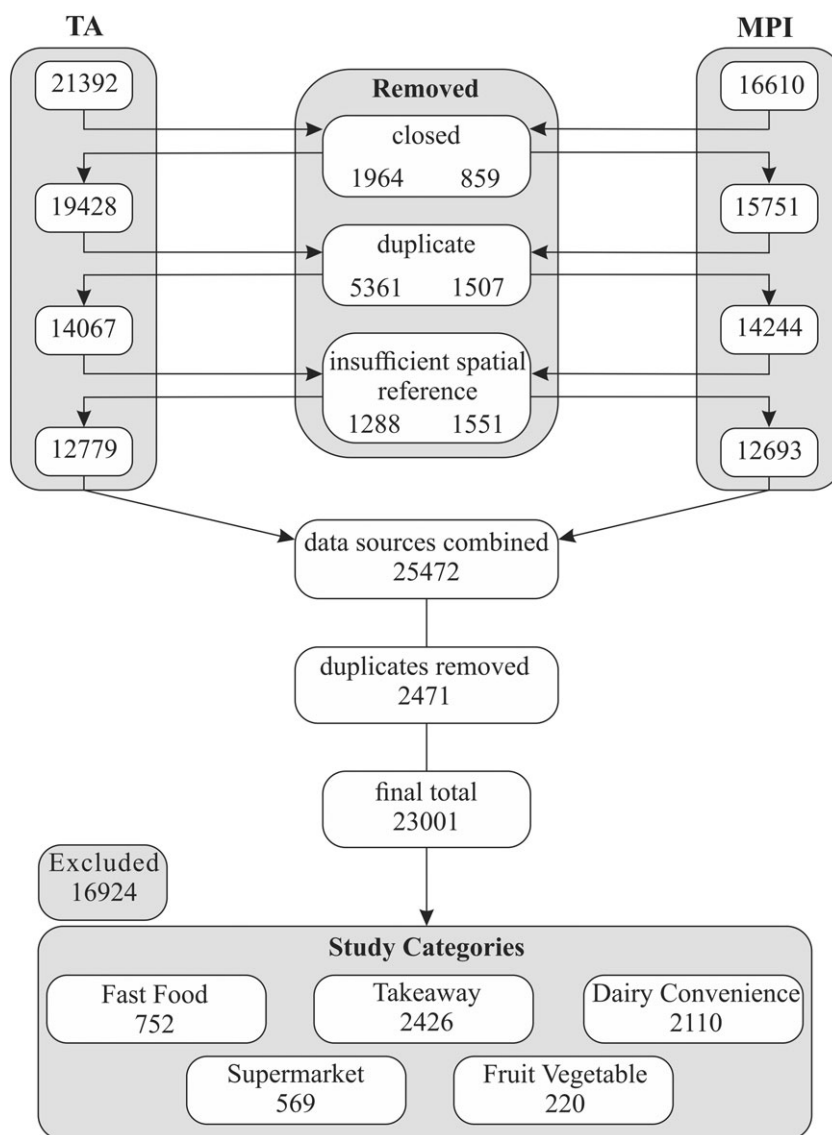 TA
MPI
21392
Removed
16610
closed
1964 859
19428
15751
duplicate
5361 1507
14067
14244
insufficient spatial
reference
1288 1551
12779
12693
data sources combined
25472
duplicates removed
2471
final total
23001
Excluded
16924
Study Categories
Fast Food
752
Takeaway
2426
Dairy Convenience
2110
Supermarket
569
Fruit Vegetable
220